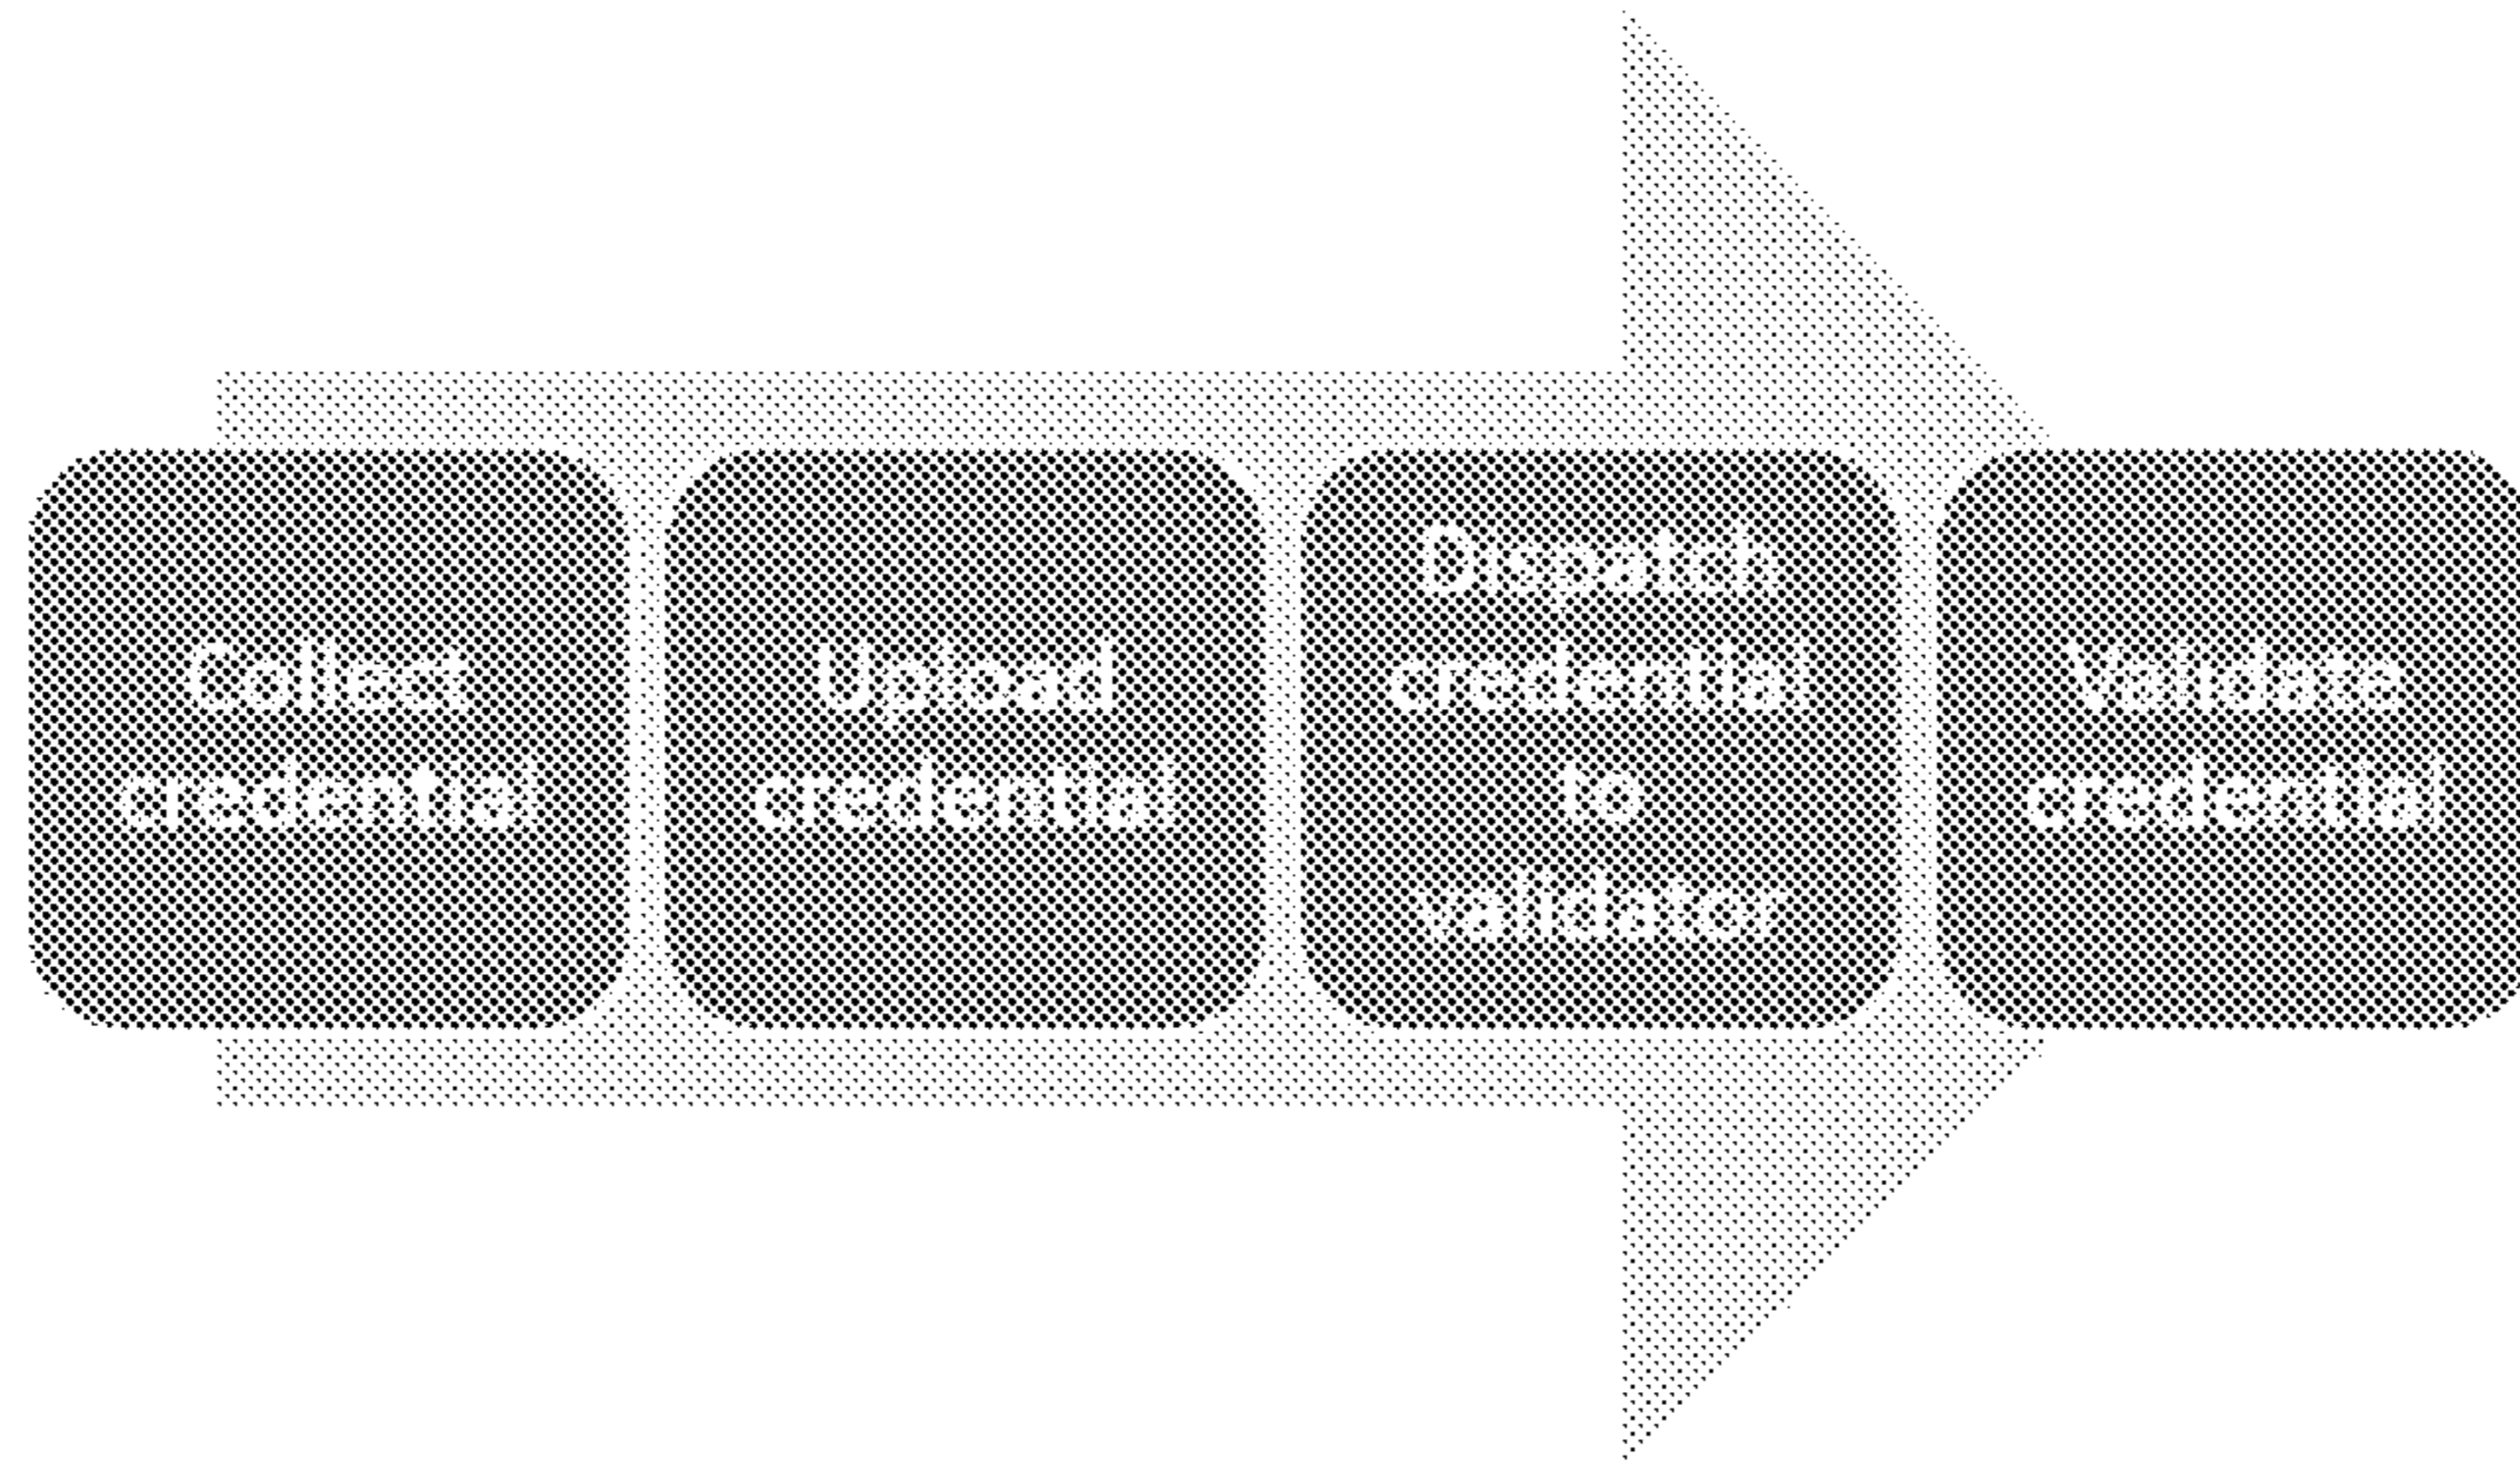 Collect
credential
Upload
credential
Dispatch
credential
to
validator
Validate
credential